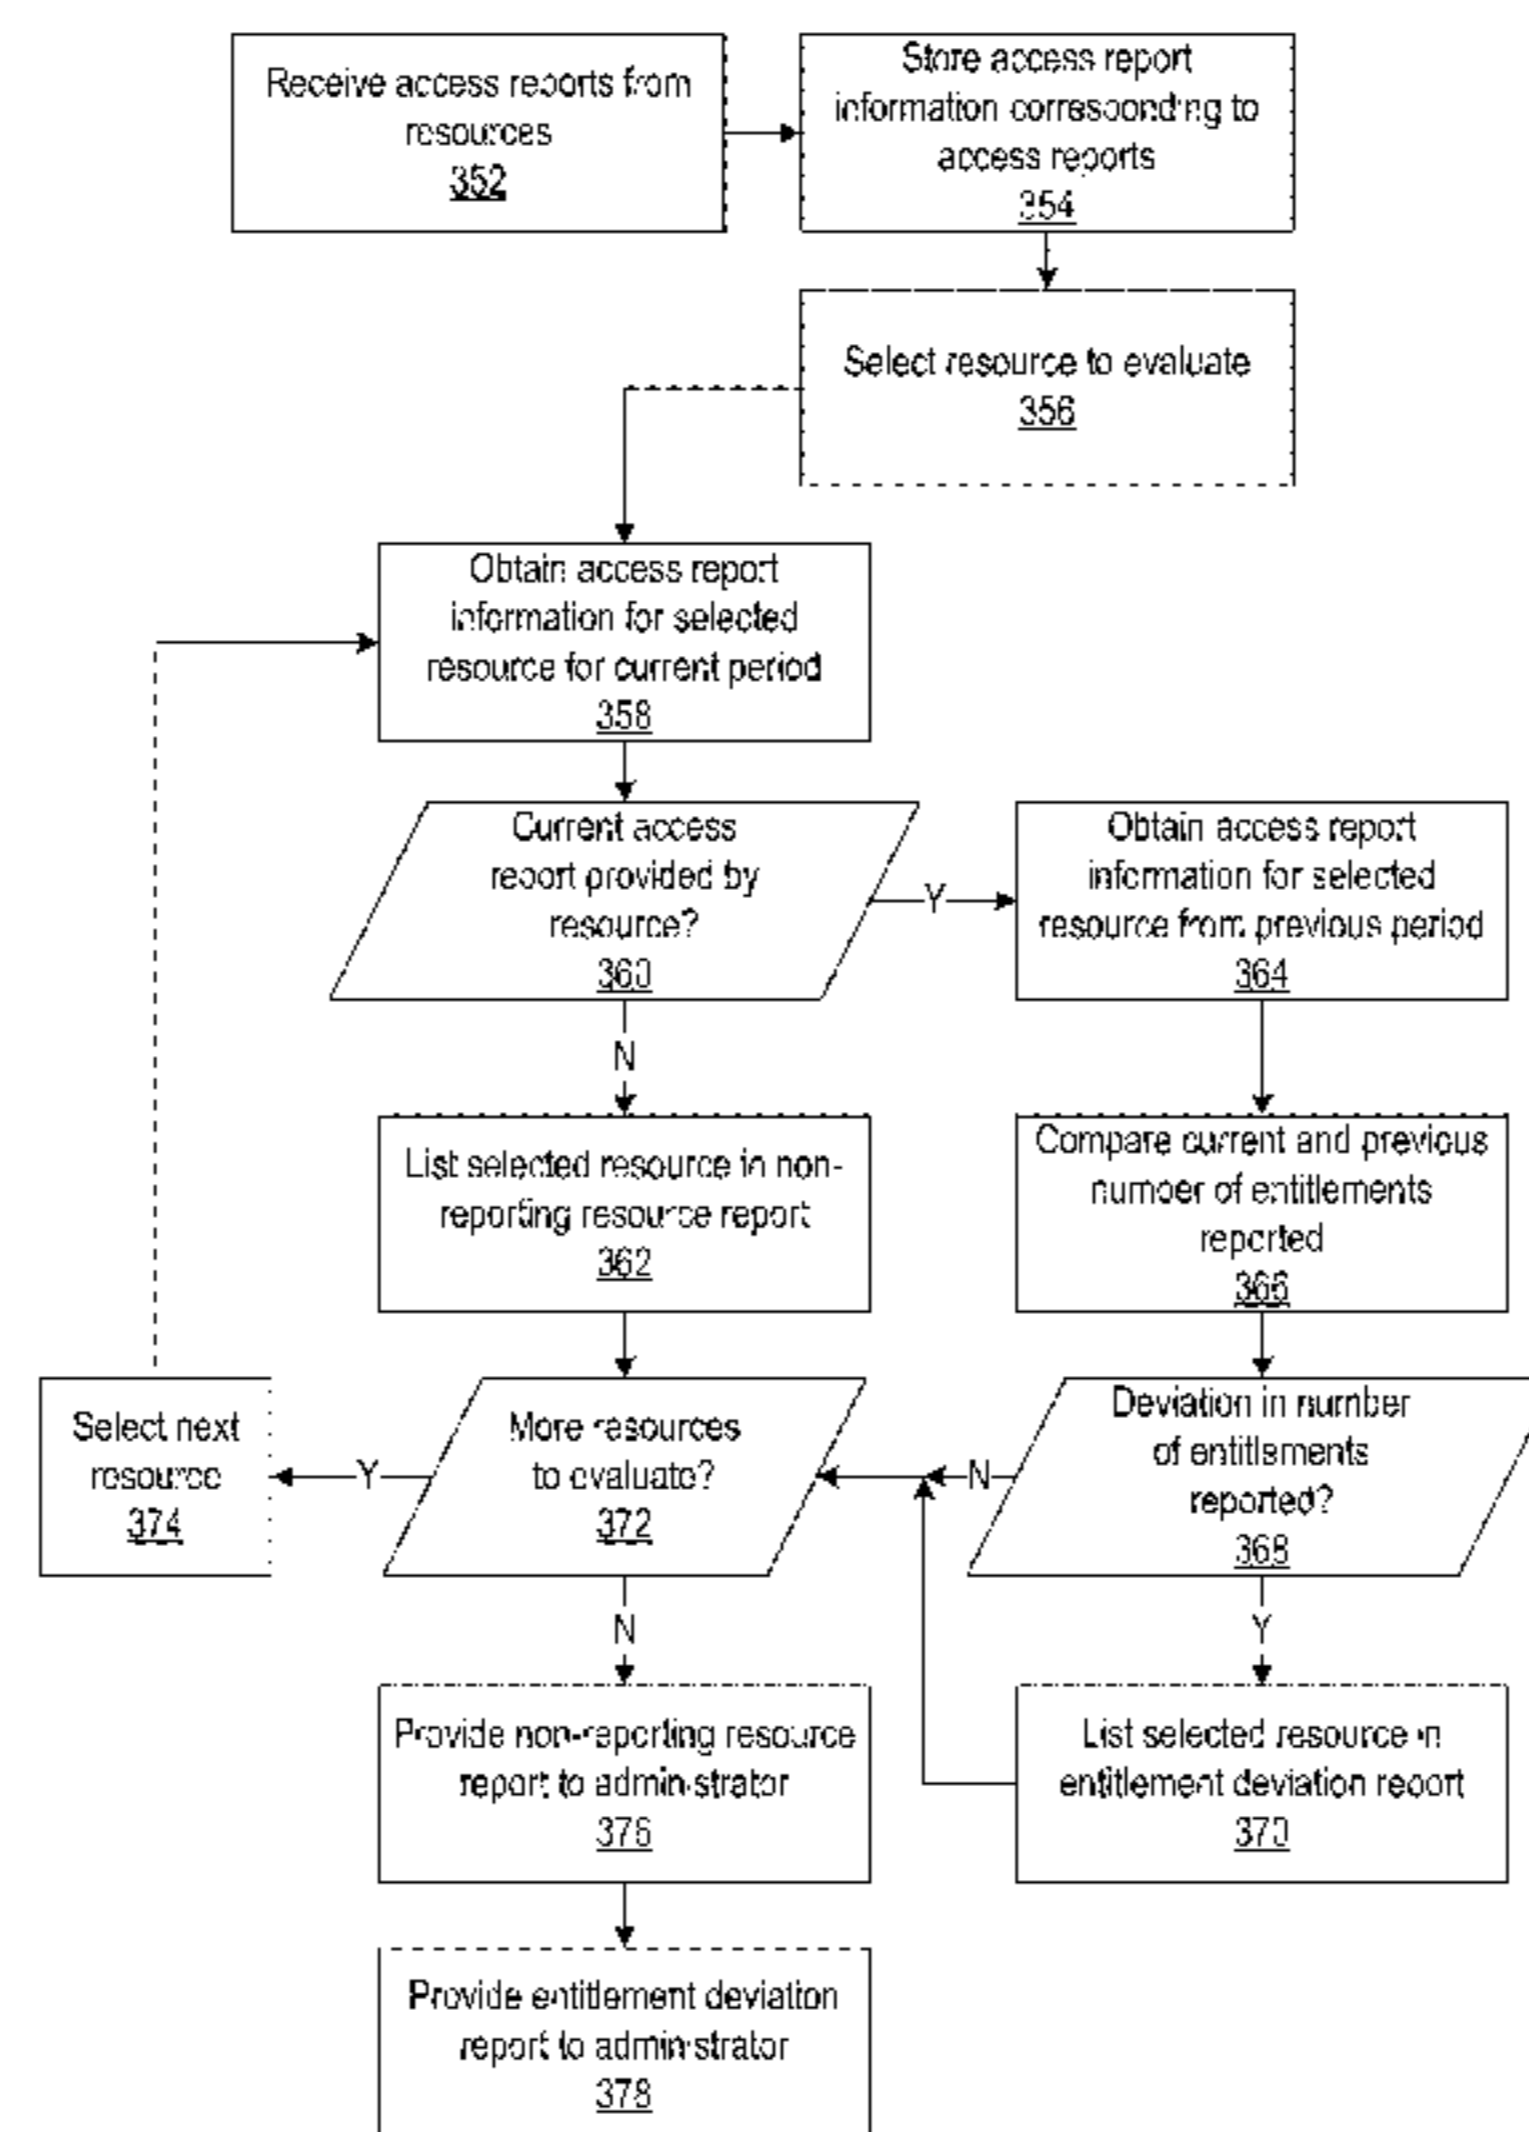 Receive access reports from
resources
352
Store access report
information corresponding to
access reports
354
Select resource to evaluate
356
Obtain access report
information for selected
resource for current period
358
Current access
report provided by
resource?
360
Y
Obtain access report
information for selected
resource from previous period
364
N
List selected resource in non-
reporting resource report
362
Compare current and previous
number of entitlements
reported
366
Select next
resource
374
Y
More resources
to evaluate?
372
N
Deviation in number
of entitlements
reported?
368
N
Y
Provide non-reporting resource
report to administrator
376
List selected resource in
entitlement deviation report
370
Provide entitlement deviation
report to administrator
378